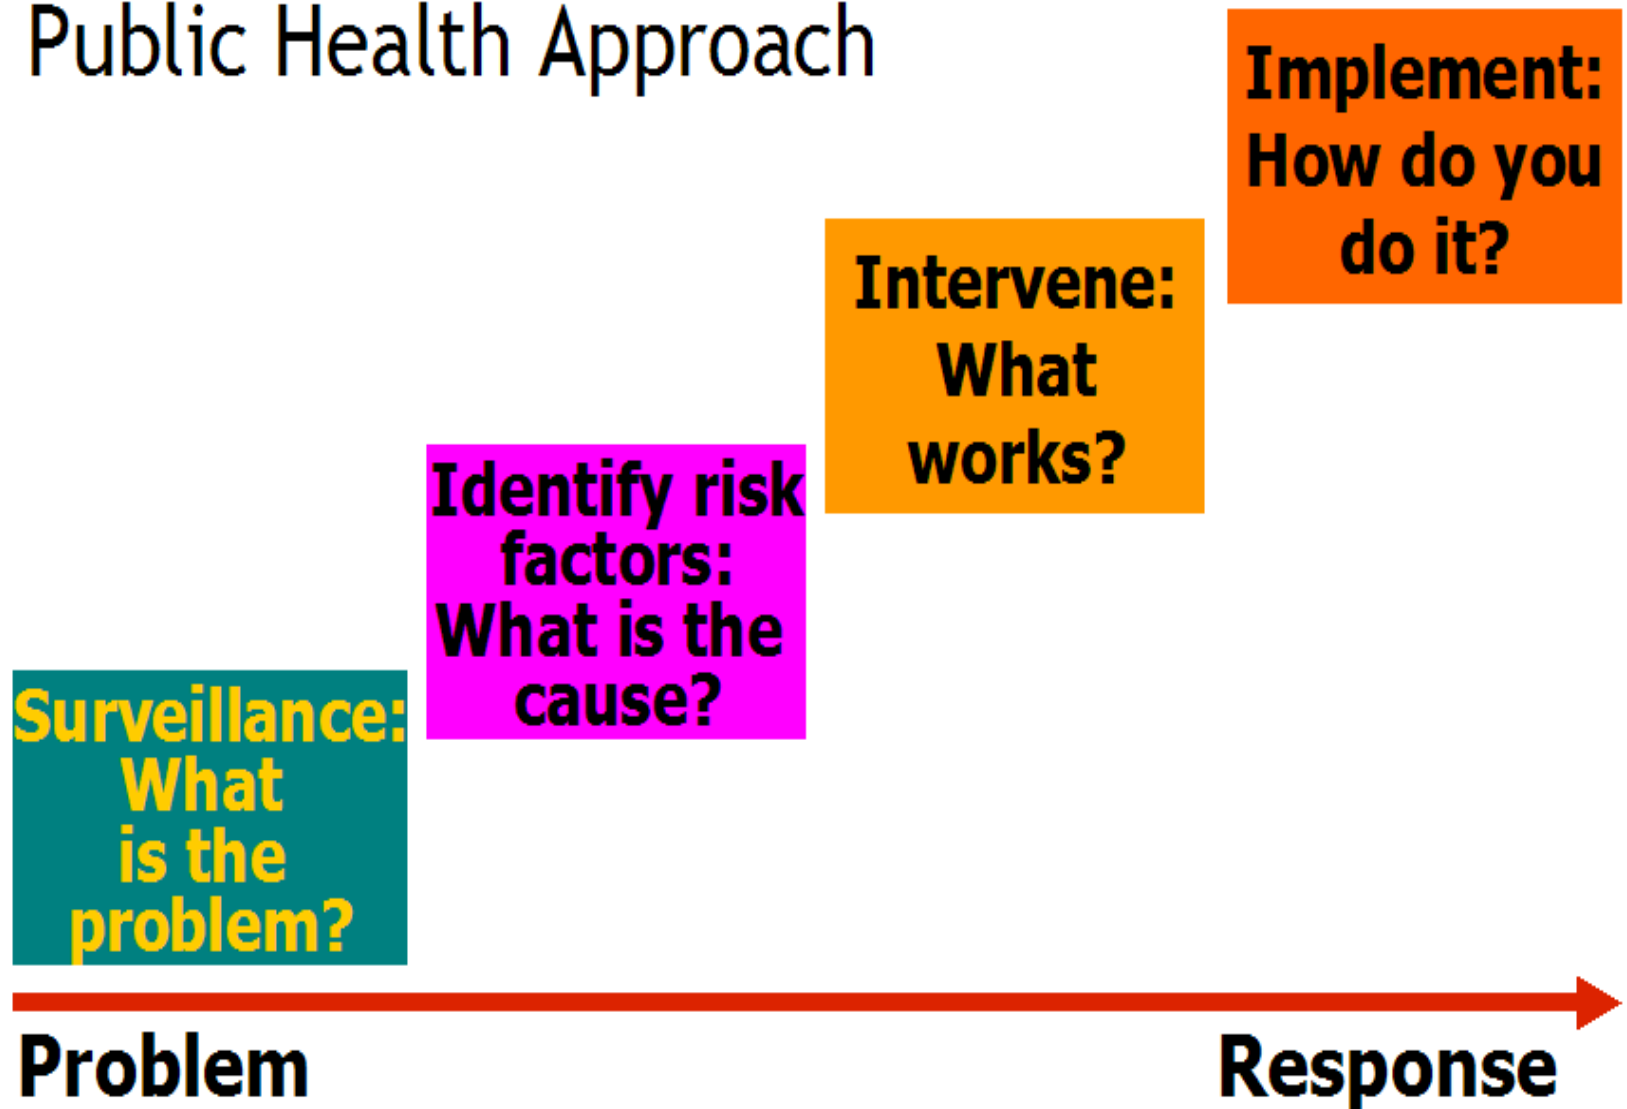 Public Health Approach
Implement:
How do you
do it?
Intervene:
What
works?
Identify risk
factors:
What is the
cause?
Surveillance:
What
is the
problem?
Problem
Response